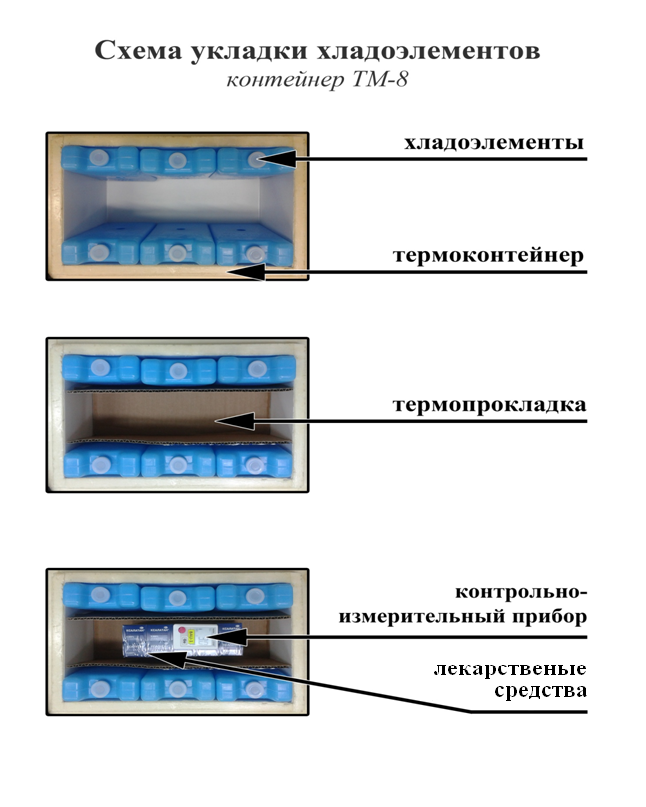 Схема укладки хладоэлементов
контейнер ТМ-8
хладоэлементы
термоконтейнер
термопрокладка
контрольно-
измерительный прибор
лекарственые
средства